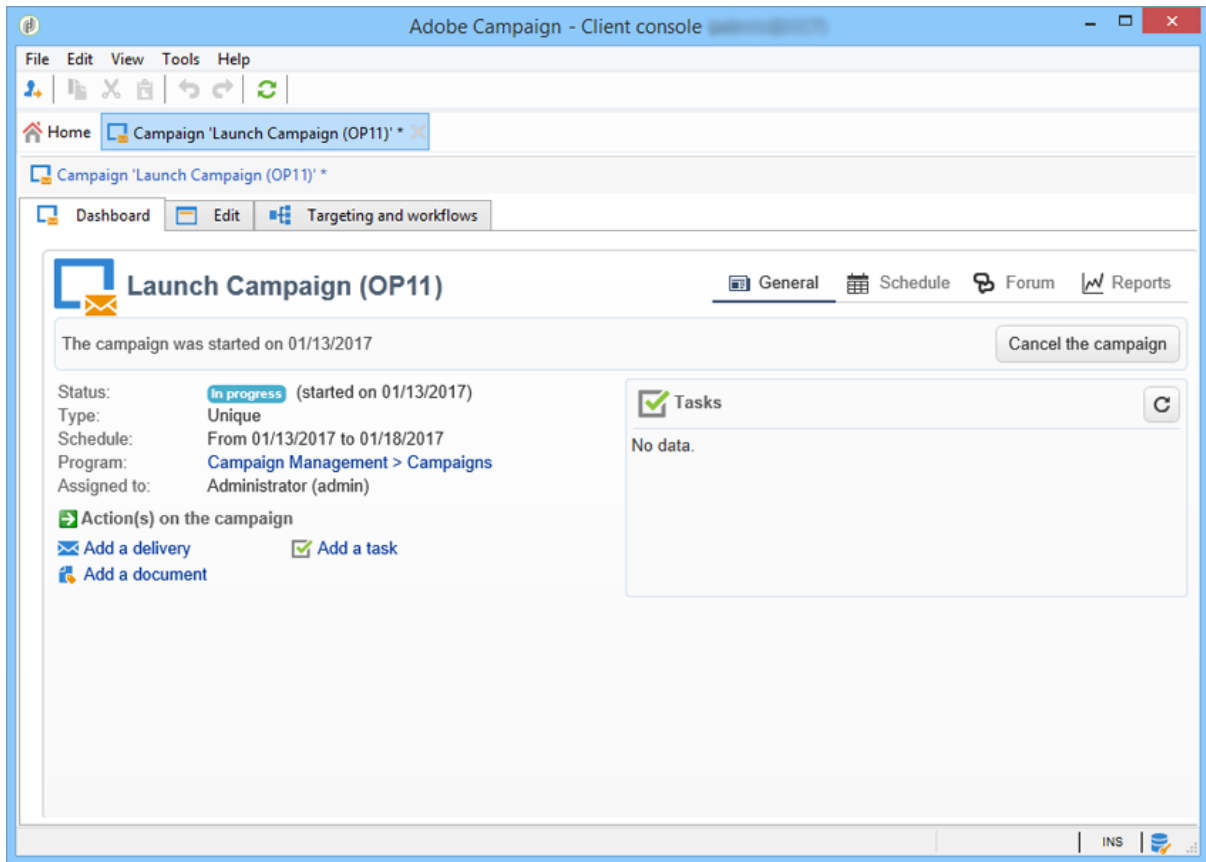 Adobe Campaign - Client console
File Edit View Tools Help
Home Campaign 'Launch Campaign (OP11)' *
Campaign 'Launch Campaign (OP11)' *
Dashboard Edit Targeting and workflows
Launch Campaign (OP11) General Schedule Forum Reports
The campaign was started on 01/13/2017 Cancel the campaign
Status: In progress (started on 01/13/2017)
Type: Unique
Schedule: From 01/13/2017 to 01/18/2017
Program: Campaign Management > Campaigns
Assigned to: Administrator (admin)
Action(s) on the campaign
Add a delivery Add a task
Add a document
Tasks
No data.
INS